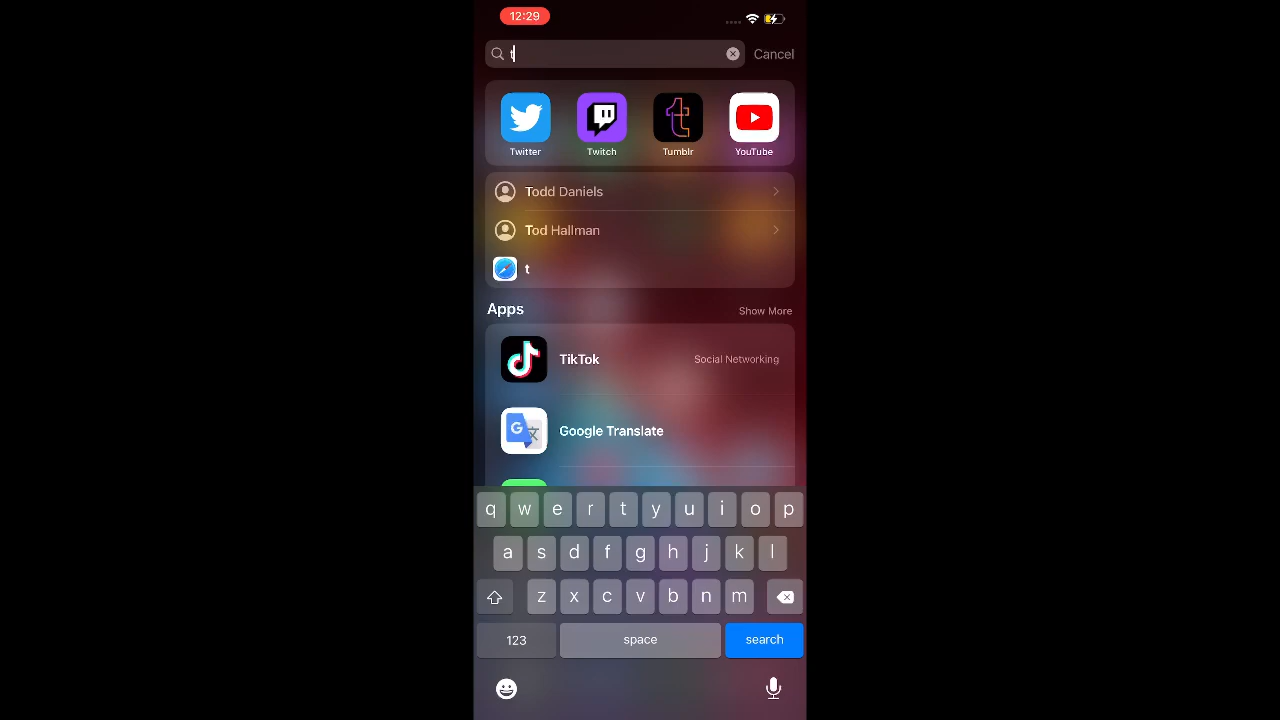 12:29
t
Cancel
Twitter Twitch Tumblr YouTube
Todd Daniels
Tod Hallman
t
Apps Show More
TikTok Social Networking
Google Translate
q w e r t y u i o p
a s d f g h j k l
z x c v b n m
123 space search